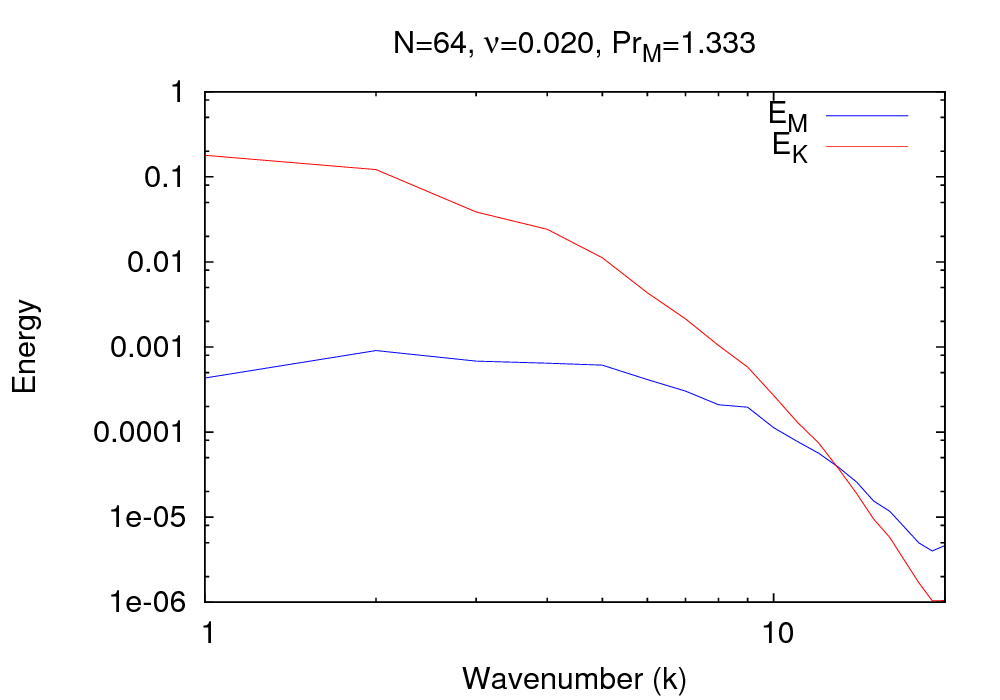 N=64, ν=0.020, Pr_M=1.333
1
0.1
0.01
0.001
0.0001
1e-05
1e-06
Energy
E_M
E_K
1
10
Wavenumber (k)